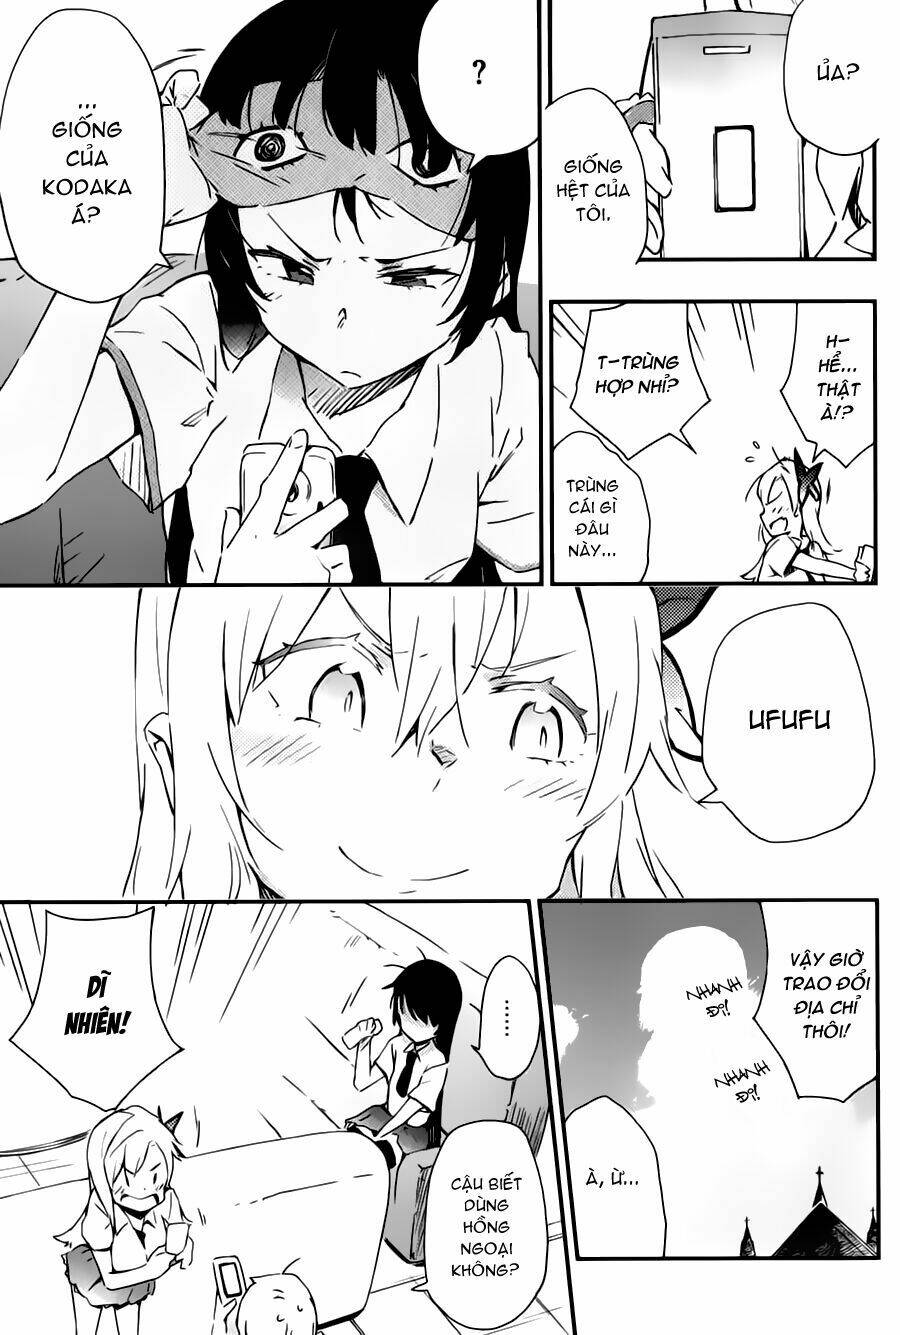 ỦA?
GIỐNG
HỆT CỦA
TÔI.
?
...
GIỐNG
CỦA
KODAKA
Á?
H-
HỂ...
THẬT
À!?
T-TRÙNG
HỢP NHỈ?
TRÙNG
CÁI GÌ
ĐÂU
NÀY...
UFUFU
VẬY GIỜ
TRAO ĐỔI
ĐỊA CHỈ
THÔI!
NHANH
ĐI!
NHANH
ĐI!
À, Ừ...
......
CẬU BIẾT
DÙNG
HỒNG
NGOẠI
KHÔNG?
DĨ
NHIÊN!